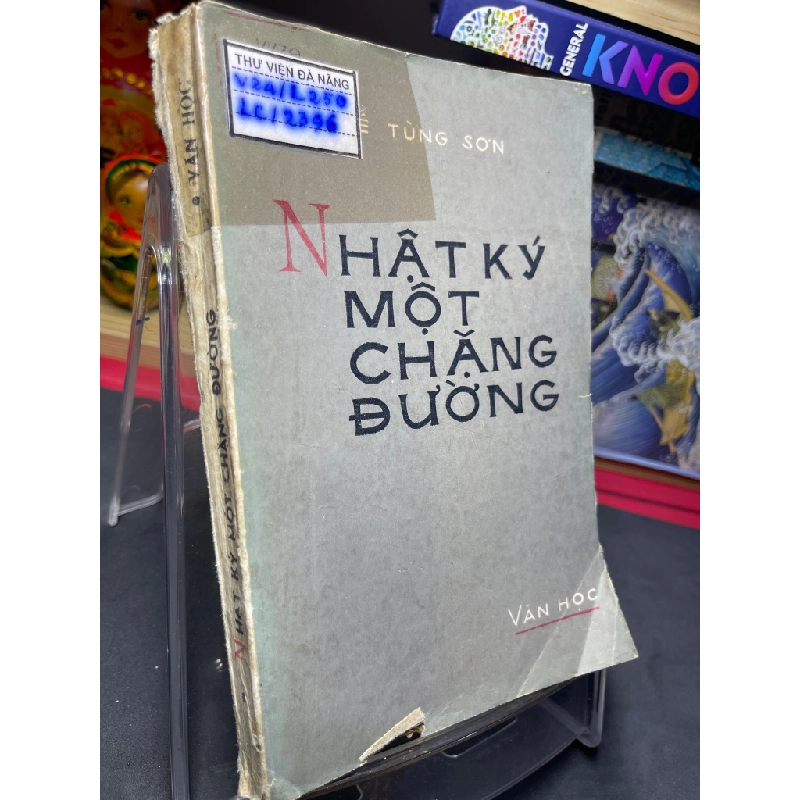 THƯ VIỆN ĐÀ NẴNG
V24/L250
LC/2306
TÙNG SƠN
NHẬT KÝ
MỘT
CHẶNG
ĐƯỜNG
VĂN HỌC
VĂN HỌC
NHẬT KÝ MỘT CHẶNG ĐƯỜNG
GENERAL
KNO